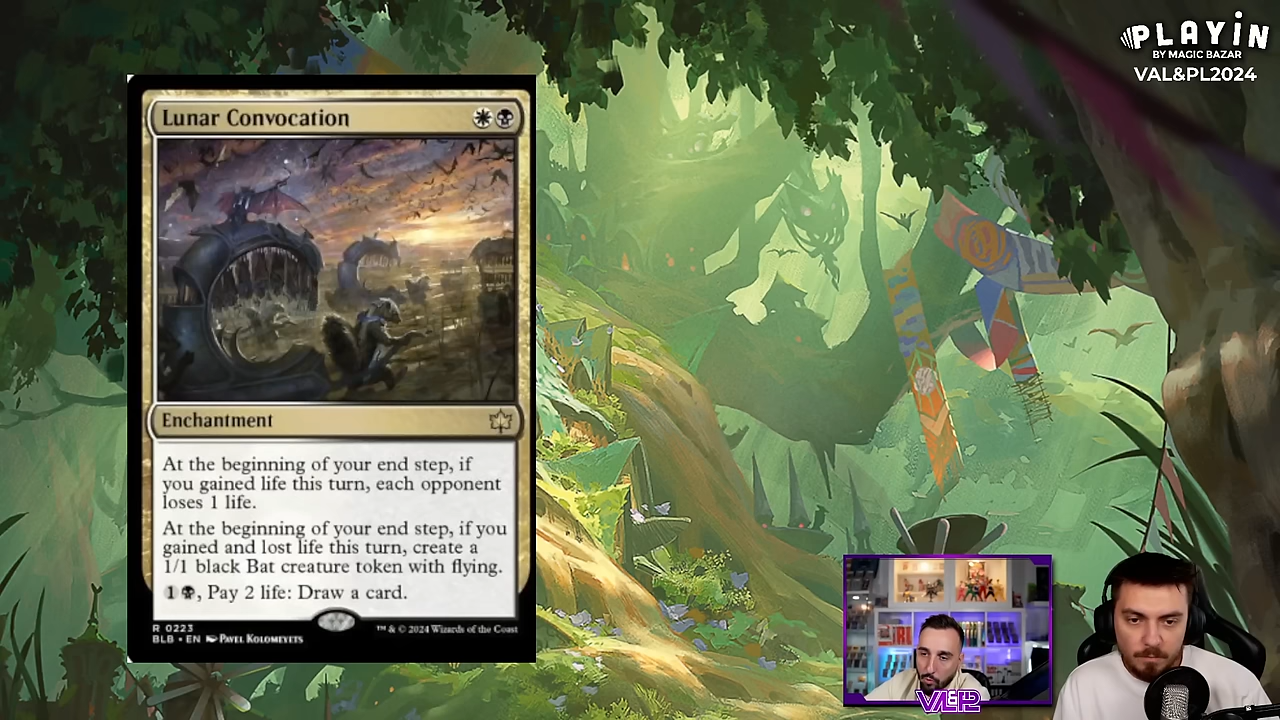 PLAYIN
BY MAGIC BAZAR
VAL&PL2024
Lunar Convocation
Enchantment
At the beginning of your end step, if
you gained life this turn, each opponent
loses 1 life.
At the beginning of your end step, if you
gained and lost life this turn, create a
1/1 black Bat creature token with flying.
1, Pay 2 life: Draw a card.
R 0223
BLB • EN PAVEL KOLOMEYETS
™ & © 2024 Wizards of the Coast